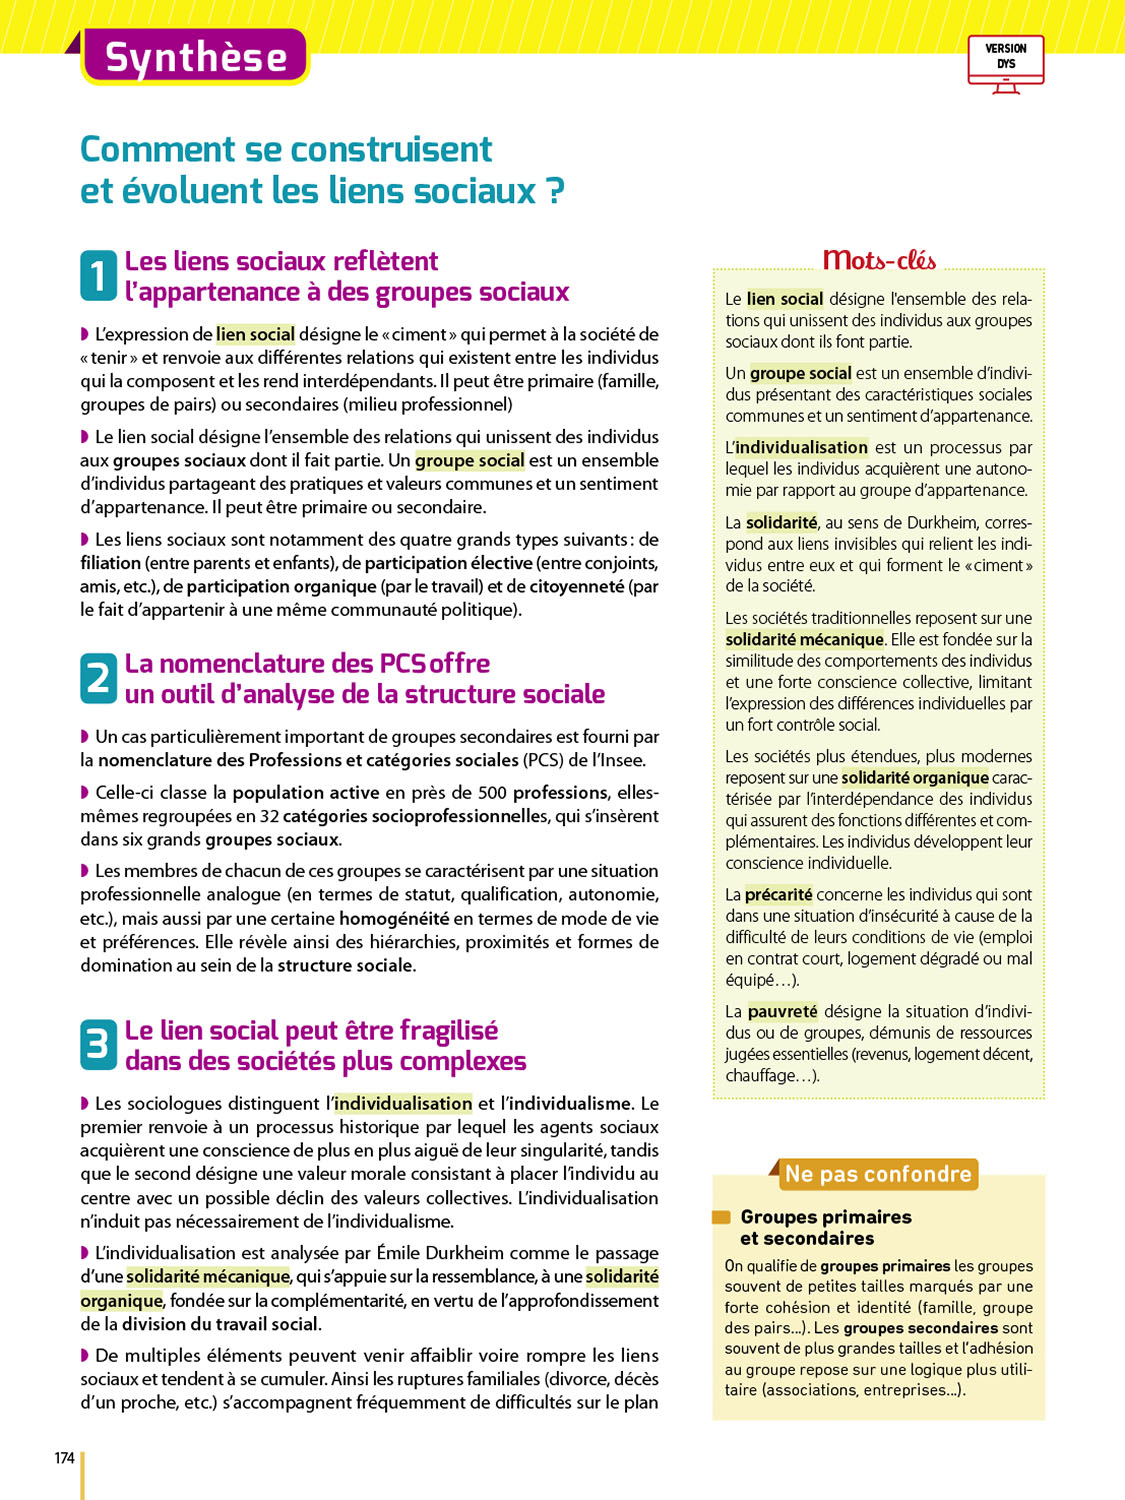 Synthèse
VERSION
DYS
Comment se construisent
et évoluent les liens sociaux ?
1
Les liens sociaux reflètent
l’appartenance à des groupes sociaux
L’expression de lien social désigne le « ciment » qui permet à la société de
« tenir » et renvoie aux différentes relations qui existent entre les individus
qui la composent et les rend interdépendants. Il peut être primaire (famille,
groupes de pairs) ou secondaires (milieu professionnel)
Le lien social désigne l’ensemble des relations qui unissent des individus
aux groupes sociaux dont il fait partie. Un groupe social est un ensemble
d’individus partageant des pratiques et valeurs communes et un sentiment
d’appartenance. Il peut être primaire ou secondaire.
Les liens sociaux sont notamment des quatre grands types suivants : de
filiation (entre parents et enfants), de participation élective (entre conjoints,
amis, etc.), de participation organique (par le travail) et de citoyenneté (par
le fait d’appartenir à une même communauté politique).
2
La nomenclature des PCS offre
un outil d’analyse de la structure sociale
Un cas particulièrement important de groupes secondaires est fourni par
la nomenclature des Professions et catégories sociales (PCS) de l’Insee.
Celle-ci classe la population active en près de 500 professions, elles-
mêmes regroupées en 32 catégories socioprofessionnelles, qui s’insèrent
dans six grands groupes sociaux.
Les membres de chacun de ces groupes se caractérisent par une situation
professionnelle analogue (en termes de statut, qualification, autonomie,
etc.), mais aussi par une certaine homogénéité en termes de mode de vie
et préférences. Elle révèle ainsi des hiérarchies, proximités et formes de
domination au sein de la structure sociale.
3
Le lien social peut être fragilisé
dans des sociétés plus complexes
Les sociologues distinguent l’individualisation et l’individualisme. Le
premier renvoie à un processus historique par lequel les agents sociaux
acquièrent une conscience de plus en plus aiguë de leur singularité, tandis
que le second désigne une valeur morale consistant à placer l’individu au
centre avec un possible déclin des valeurs collectives. L’individualisation
n’induit pas nécessairement de l’individualisme.
L’individualisation est analysée par Émile Durkheim comme le passage
d’une solidarité mécanique, qui s’appuie sur la ressemblance, à une solidarité
organique, fondée sur la complémentarité, en vertu de l’approfondissement
de la division du travail social.
De multiples éléments peuvent venir affaiblir voire rompre les liens
sociaux et tendent à se cumuler. Ainsi les ruptures familiales (divorce, décès
d’un proche, etc.) s’accompagnent fréquemment de difficultés sur le plan
Mots-clés
Le lien social désigne l'ensemble des rela-
tions qui unissent des individus aux groupes
sociaux dont ils font partie.
Un groupe social est un ensemble d’indivi-
dus présentant des caractéristiques sociales
communes et un sentiment d’appartenance.
L’individualisation est un processus par
lequel les individus acquièrent une autono-
mie par rapport au groupe d’appartenance.
La solidarité, au sens de Durkheim, corres-
pond aux liens invisibles qui relient les indi-
vidus entre eux et qui forment le « ciment »
de la société.
Les sociétés traditionnelles reposent sur une
solidarité mécanique. Elle est fondée sur la
similitude des comportements des individus
et une forte conscience collective, limitant
l’expression des différences individuelles par
un fort contrôle social.
Les sociétés plus étendues, plus modernes
reposent sur une solidarité organique carac-
térisée par l’interdépendance des individus
qui assurent des fonctions différentes et com-
plémentaires. Les individus développent leur
conscience individuelle.
La précarité concerne les individus qui sont
dans une situation d’insécurité à cause de la
difficulté de leurs conditions de vie (emploi
en contrat court, logement dégradé ou mal
équipé…).
La pauvreté désigne la situation d’indivi-
dus ou de groupes, démunis de ressources
jugées essentielles (revenus, logement décent,
chauffage…).
Ne pas confondre
Groupes primaires
et secondaires
On qualifie de groupes primaires les groupes
souvent de petites tailles marqués par une
forte cohésion et identité (famille, groupe
des pairs…). Les groupes secondaires sont
souvent de plus grandes tailles et l’adhésion
au groupe repose sur une logique plus utili-
taire (associations, entreprises…).
174